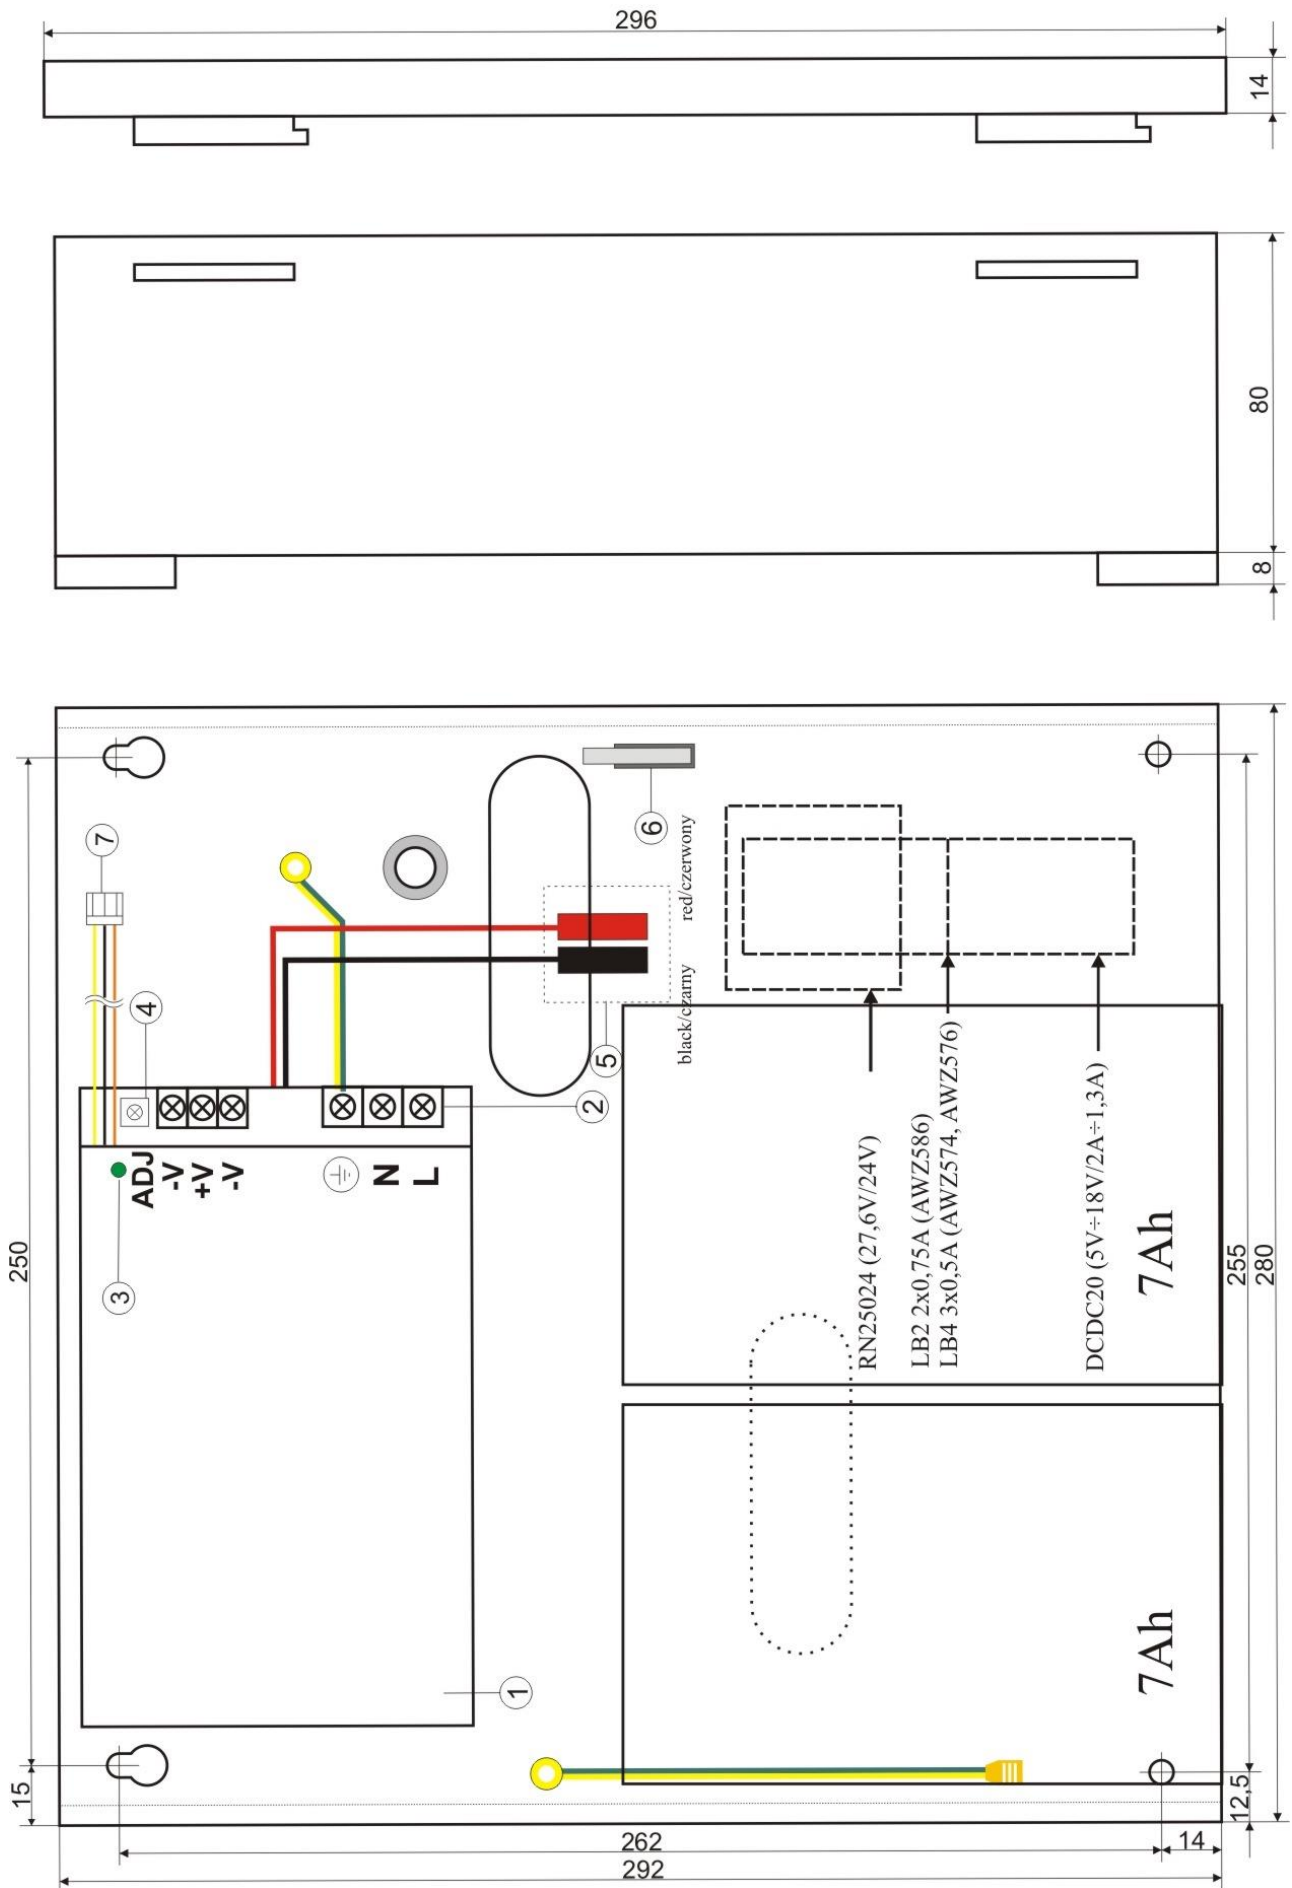 296
14
80
8
7
6
red/czerwony
4
black/czarny
5
2
ADJ
-V
+V
-V
N
L
3
250
RN25024 (27,6V/24V)
LB2 2x0,75A (AWZ586)
LB4 3x0,5A (AWZ574, AWZ576)
DCDC20 (5V÷18V/2A÷1,3A)
7Ah
255
280
7Ah
1
15
12,5
262
14
292